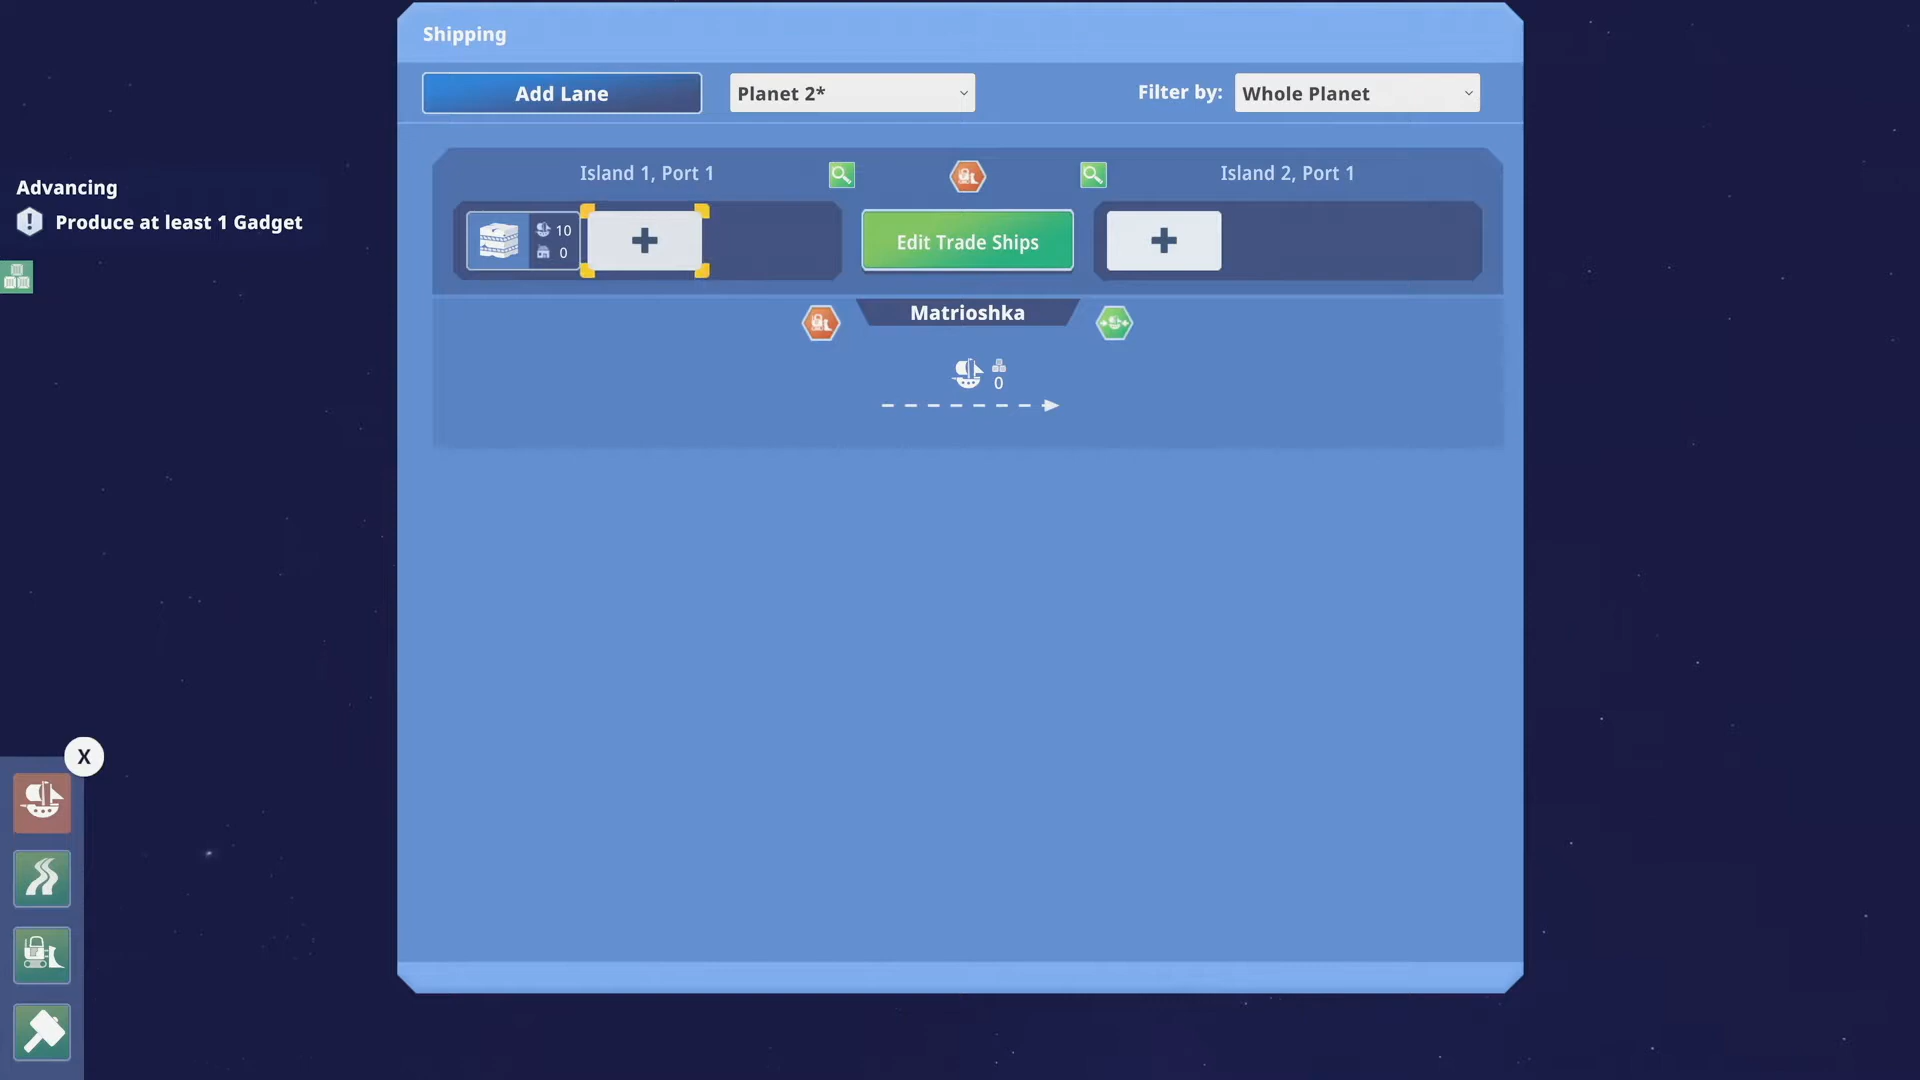 Shipping
Add Lane
Planet 2*
Filter by:
Whole Planet
Advancing
Produce at least 1 Gadget
Island 1, Port 1
Island 2, Port 1
10
0
Edit Trade Ships
Matrioshka
0
X